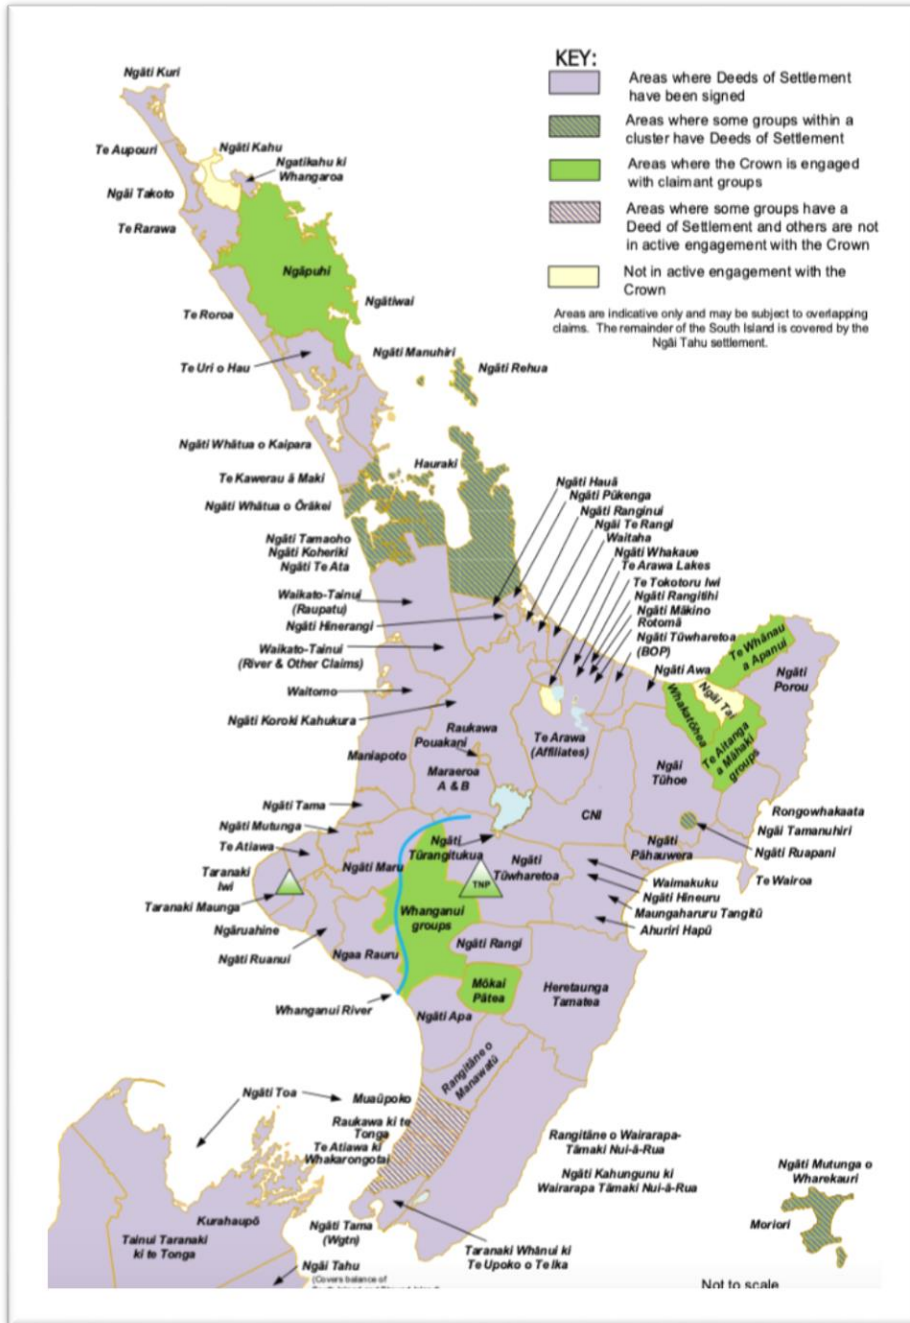 KEY:
Areas where Deeds of Settlement
have been signed
Areas where some groups within a
cluster have Deeds of Settlement
Areas where the Crown is engaged
with claimant groups
Areas where some groups have a
Deed of Settlement and others are not
in active engagement with the Crown
Not in active engagement with the
Crown
Areas are indicative only and may be subject to overlapping
claims. The remainder of the South Island is covered by the
Ngāi Tahu settlement.
Ngāti Kuri
Te Aupouri
Ngāti Kahu
Ngatikahu ki
Whangaroa
Ngāi Takoto
Te Rarawa
Ngāpuhi
Ngātiwai
Te Roroa
Ngāti Manuhiri
Te Uri o Hau
Ngāti Rehua
Ngāti Whātua o Kaipara
Hauraki
Te Kawerau ā Maki
Ngāti Whātua o Ōrākei
Ngāti Hauā
Ngāti Pūkenga
Ngāti Ranginui
Ngāi Te Rangi
Waitaha
Ngāti Whakaue
Te Arawa Lakes
Te Tokotoru Iwi
Ngāti Rangitihi
Ngāti Mākino
Rotomā
Ngāti Tūwharetoa
(BOP)
Ngāti Awa
Ngāti Tamaoho
Ngāti Koheriki
Ngāti Te Ata
Waikato-Tainui
(Raupatu)
Ngāti Hinerangi
Waikato-Tainui
(River & Other Claims)
Waitomo
Ngāti Koroki Kahukura
Te Whānau
a Apanui
Ngāti
Porou
Ngāi Tai
Whakatōhea
Te Aitanga
a Māhaki
groups
Raukawa
Pouakani
Te Arawa
(Affiliates)
Maniapoto
Maraeroa
A & B
Ngāi
Tūhoe
CNI
Ngāti Tama
Ngāti Mutunga
Te Atiawa
Taranaki
Iwi
Taranaki Maunga
Ngāti Maru
Ngāti
Tūrangitukua
Ngāti
Tūwharetoa
TNP
Ngāti
Pāhauwera
Rongowhakaata
Ngāi Tamanuhiri
Ngāti Ruapani
Te Wairoa
Waimakuku
Ngāti Hineuru
Maungaharuru Tangitū
Ahuriri Hapū
Whanganui
groups
Ngāruahine
Ngāti Ruanui
Ngaa Rauru
Ngāti Rangi
Mōkai
Pātea
Heretaunga
Tamatea
Whanganui River
Ngāti Apa
Rangitāne o
Manawatū
Ngāti Toa
Muaūpoko
Raukawa ki te
Tonga
Te Atiawa ki
Whakarongotai
Rangitāne o Wairarapa-
Tāmaki Nui-ā-Rua
Ngāti Kahungunu ki
Wairarapa Tāmaki Nui-ā-Rua
Ngāti Mutunga o
Wharekauri
Moriori
Kurahaupō
Tainui Taranaki
ki te Tonga
Ngāti Tama
(Wgtn)
Taranaki Whānui ki
Te Upoko o Te Ika
Ngāi Tahu
(Covers balance of
Not to scale